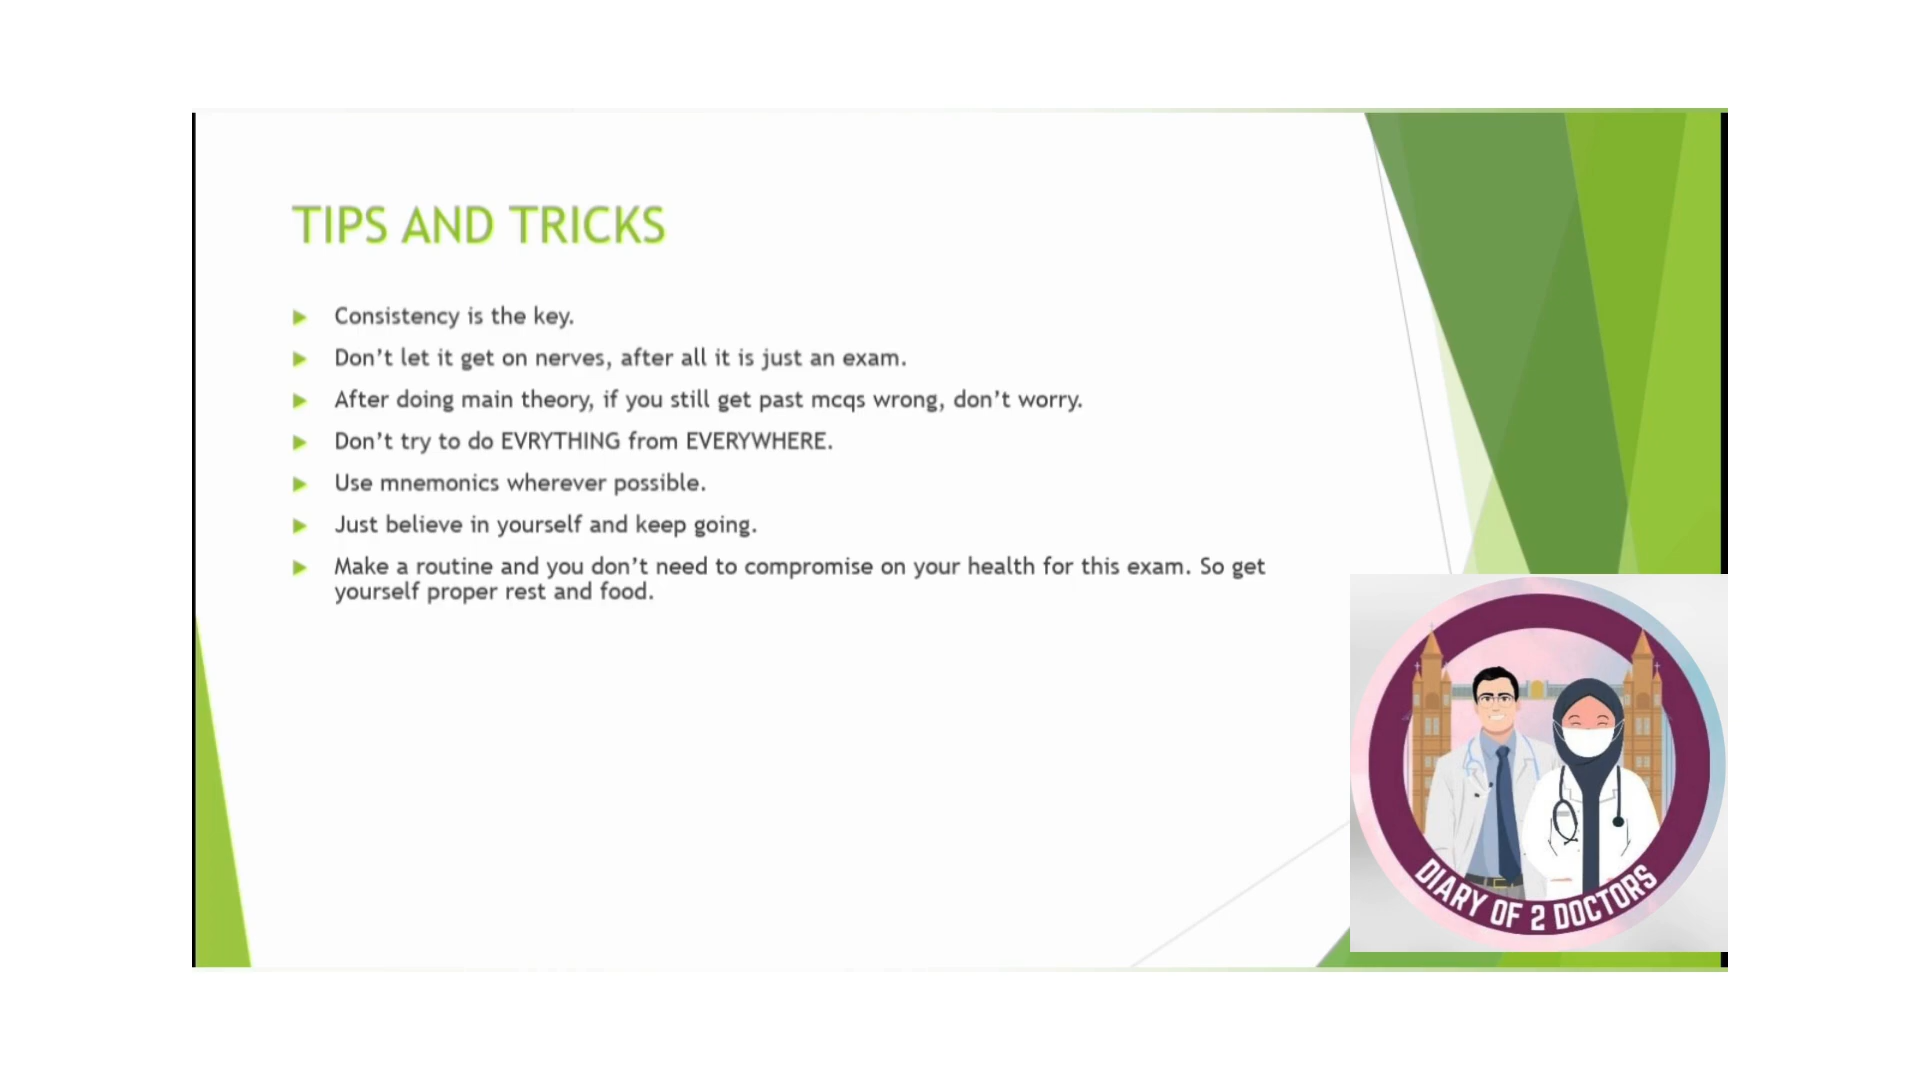 TIPS AND TRICKS
Consistency is the key.
Don’t let it get on nerves, after all it is just an exam.
After doing main theory, if you still get past mcqs wrong, don’t worry.
Don’t try to do EVRYTHING from EVERYWHERE.
Use mnemonics wherever possible.
Just believe in yourself and keep going.
Make a routine and you don’t need to compromise on your health for this exam. So get
yourself proper rest and food.
DIARY OF 2 DOCTORS